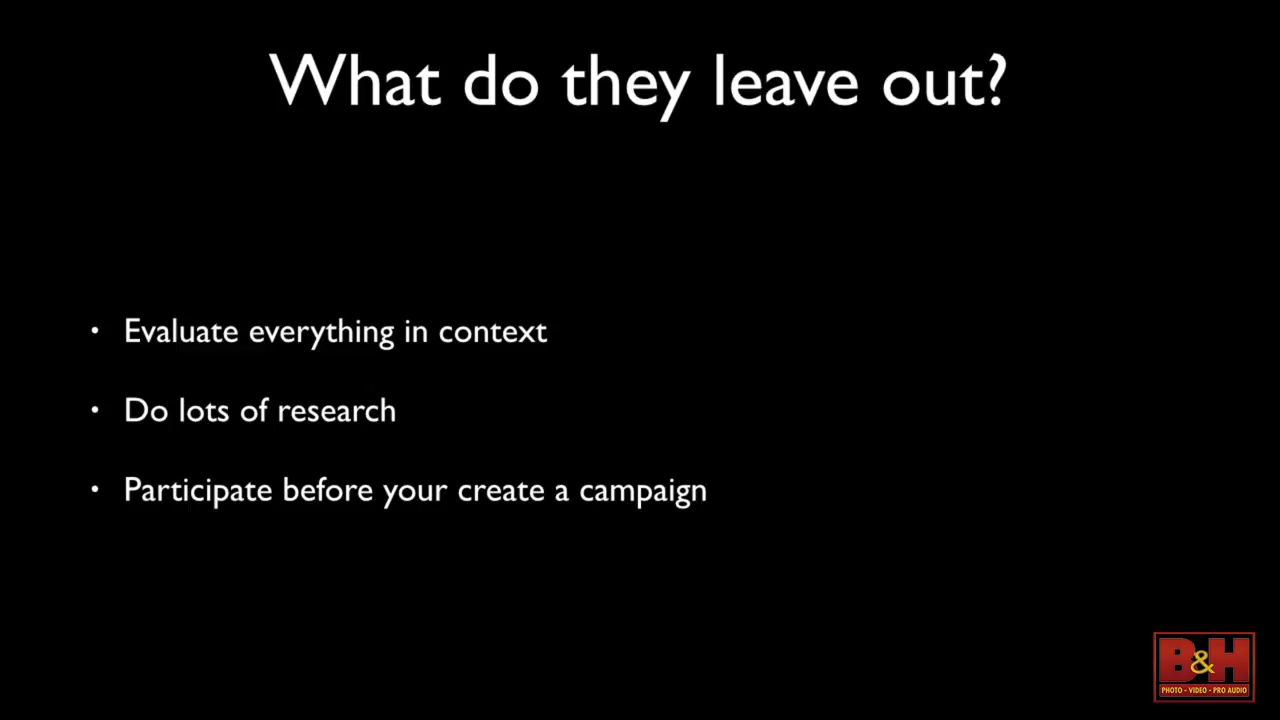 What do they leave out?
• Evaluate everything in context
• Do lots of research
• Participate before your create a campaign
B&H
PHOTO - VIDEO - PRO AUDIO